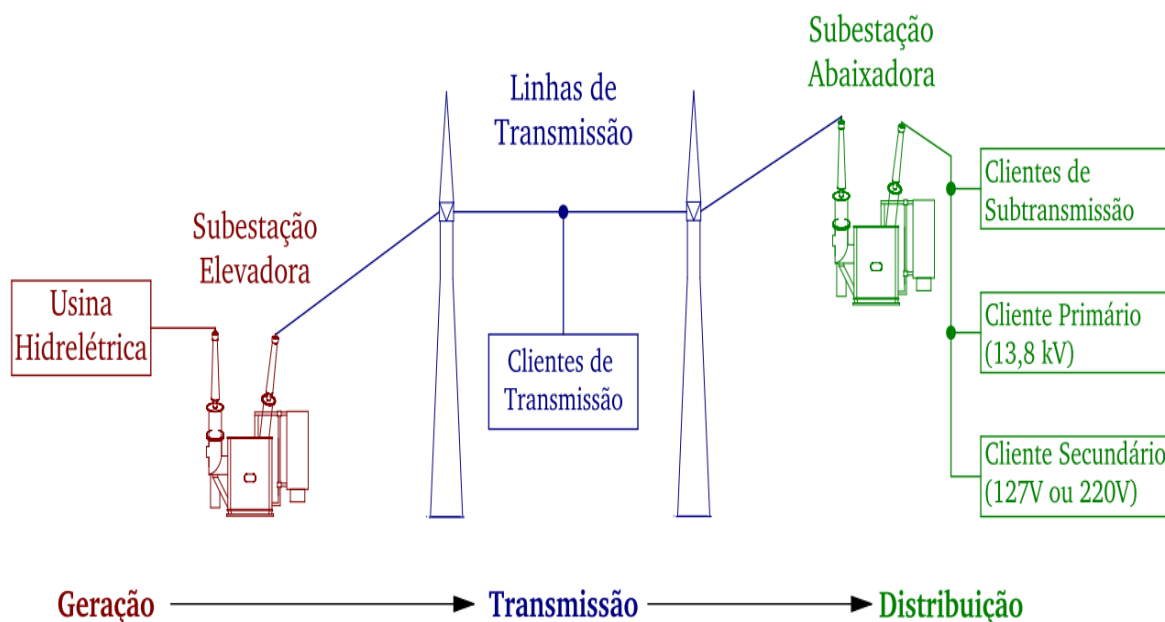 Subestação
Abaixadora
Linhas de
Transmissão
Clientes de
Subtransmissão
Subestação
Elevadora
Usina
Hidrelétrica
Cliente Primário
(13,8 kV)
Clientes de
Transmissão
Cliente Secundário
(127V ou 220V)
Geração
Transmissão
Distribuição